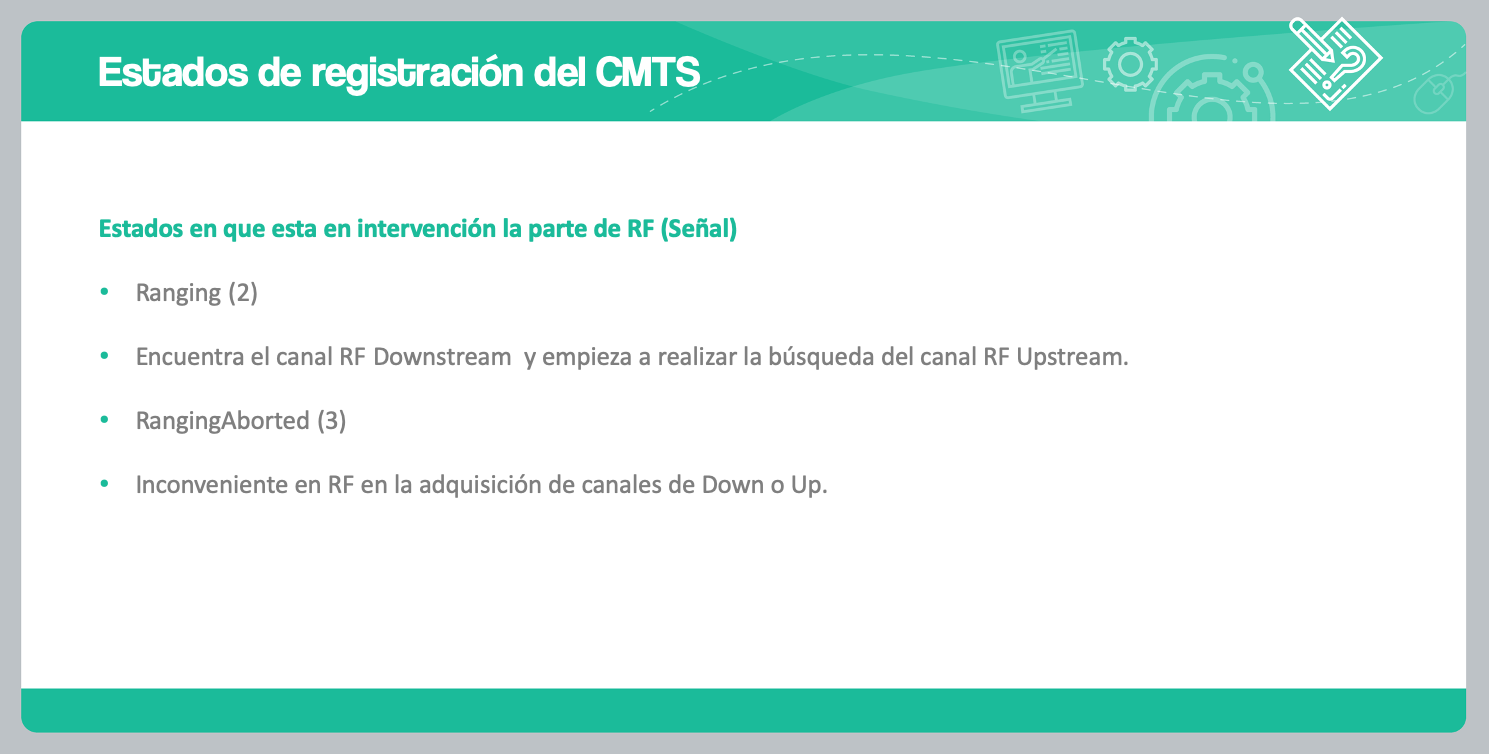 Estados de registración del CMTS
Estados en que esta en intervención la parte de RF (Señal)
• Ranging (2)
• Encuentra el canal RF Downstream  y empieza a realizar la búsqueda del canal RF Upstream.
• RangingAborted (3)
• Inconveniente en RF en la adquisición de canales de Down o Up.